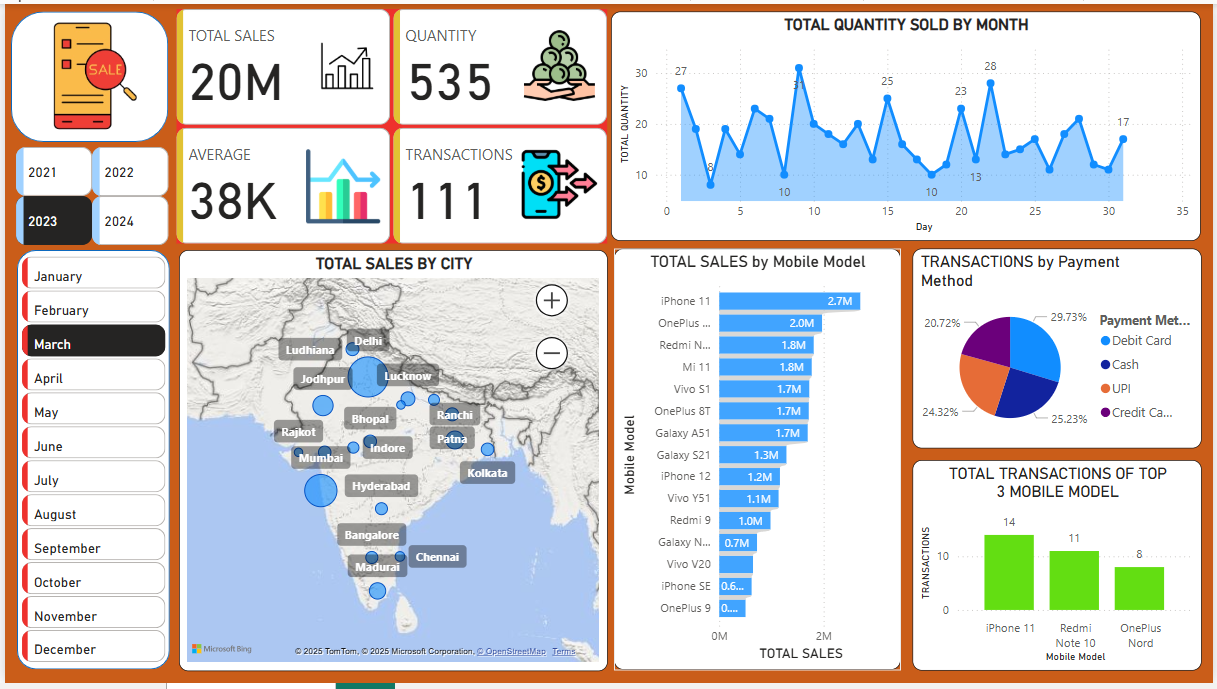 SALE
TOTAL SALES
20M
QUANTITY
535
AVERAGE
38K
TRANSACTIONS
111
2021
2022
2023
2024
January
February
March
April
May
June
July
August
September
October
November
December
TOTAL QUANTITY SOLD BY MONTH
TOTAL QUANTITY
30
20
10
27
8
10
31
25
10
23
13
28
17
0
5
10
15
20
25
30
35
Day
TOTAL SALES BY CITY
Delhi
Ludhiana
Jodhpur
Lucknow
Bhopal
Ranchi
Rajkot
Patna
Indore
Mumbai
Kolkata
Hyderabad
Bangalore
Chennai
Madurai
Microsoft Bing
© 2025 TomTom, © 2025 Microsoft Corporation, © OpenStreetMap Terms
TOTAL SALES by Mobile Model
Mobile Model
iPhone 11 2.7M
OnePlus ... 2.0M
Redmi N... 1.8M
Mi 11 1.8M
Vivo S1 1.7M
OnePlus 8T 1.7M
Galaxy A51 1.7M
Galaxy S21 1.3M
iPhone 12 1.2M
Vivo Y51 1.1M
Redmi 9 1.0M
Galaxy N... 0.7M
Vivo V20
iPhone SE 0.6...
OnePlus 9 0....
0M
2M
TOTAL SALES
TRANSACTIONS by Payment
Method
20.72%
29.73%
24.32%
25.23%
Payment Met...
Debit Card
Cash
UPI
Credit Ca...
TOTAL TRANSACTIONS OF TOP
3 MOBILE MODEL
TRANSACTIONS
10
0
14
11
8
iPhone 11
Redmi
Note 10
OnePlus
Nord
Mobile Model